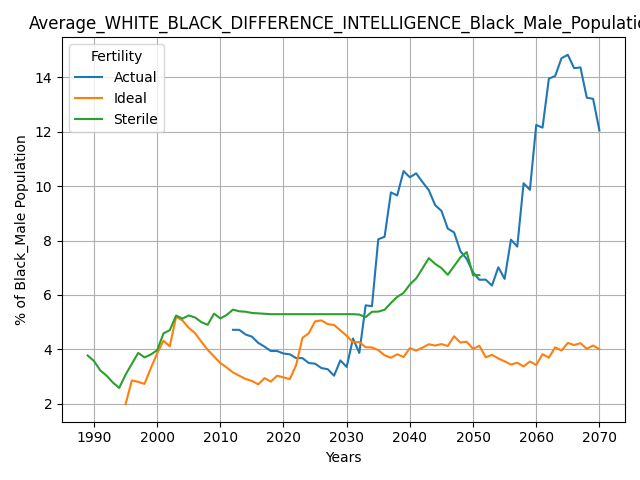 Average_WHITE_BLACK_DIFFERENCE_INTELLIGENCE_Black_Male_Populatio
Fertility
Actual
Ideal
Sterile
% of Black_Male Population
14
12
10
8
6
4
2
1990 2000 2010 2020 2030 2040 2050 2060 2070
Years